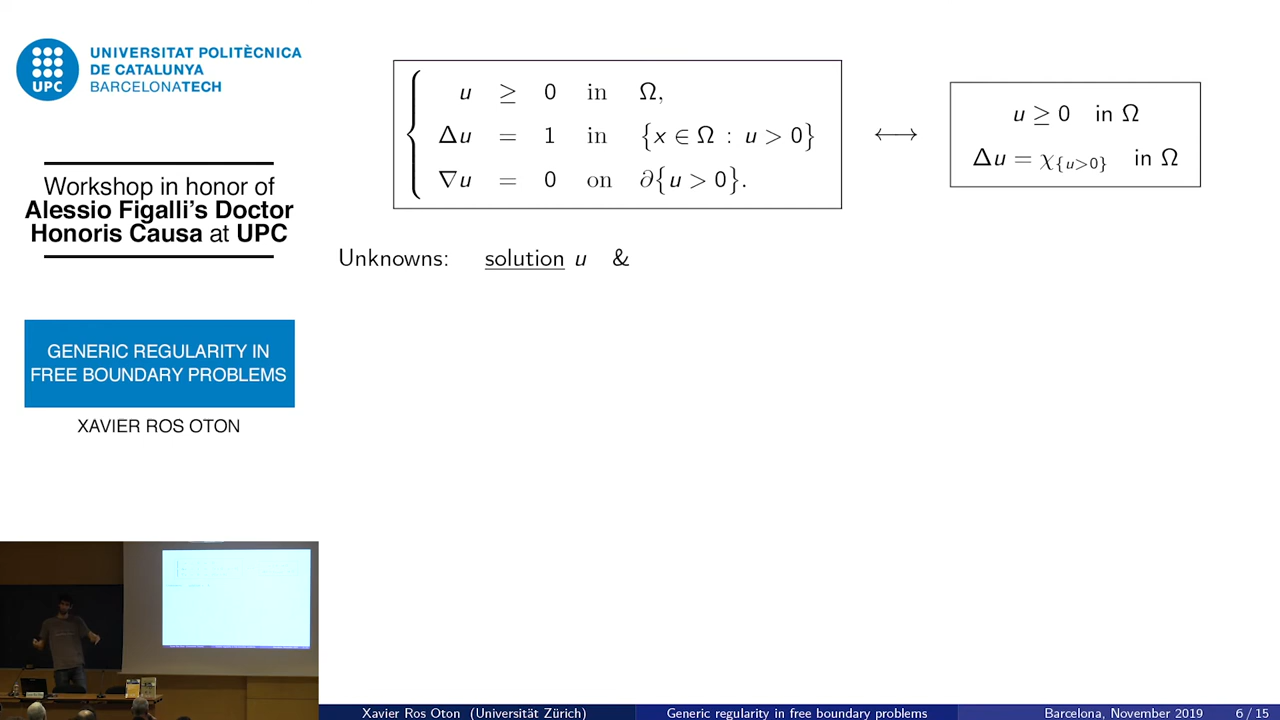 UPC
UNIVERSITAT POLITÈCNICA
DE CATALUNYA
BARCELONATECH
Workshop in honor of
Alessio Figalli's Doctor
Honoris Causa at UPC
GENERIC REGULARITY IN
FREE BOUNDARY PROBLEMS
XAVIER ROS OTON
u ≥ 0 in Ω,
Δu = 1 in {x ∈ Ω : u > 0}
∇u = 0 on ∂{u > 0}.
⟷
u ≥ 0 in Ω
Δu = χ{u>0} in Ω
Unknowns: solution u &
Xavier Ros Oton (Universität Zürich)
Generic regularity in free boundary problems
Barcelona, November 2019
6 / 15